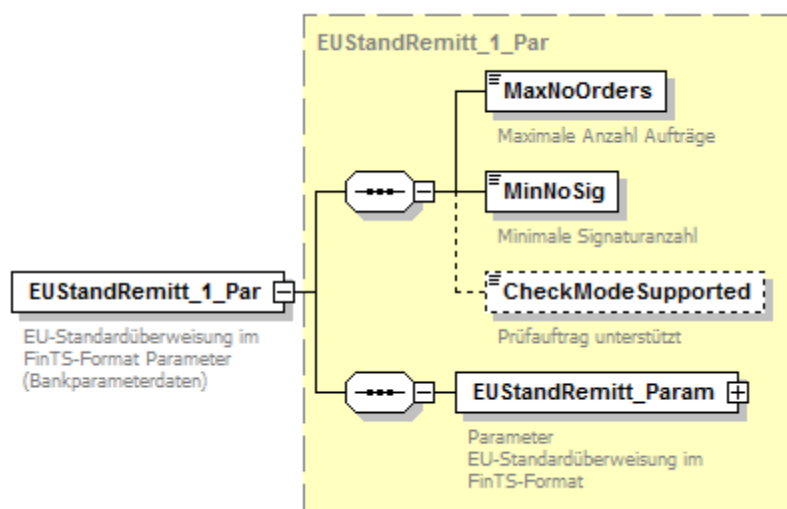 EUStandRemitt_1_Par
MaxNoOrders
Maximale Anzahl Aufträge
MinNoSig
Minimale Signaturanzahl
EUStandRemitt_1_Par
EU-Standardüberweisung im
FinTS-Format Parameter
(Bankparameterdaten)
CheckModeSupported
Prüfauftrag unterstützt
EUStandRemitt_Param
Parameter
EU-Standardüberweisung im
FinTS-Format